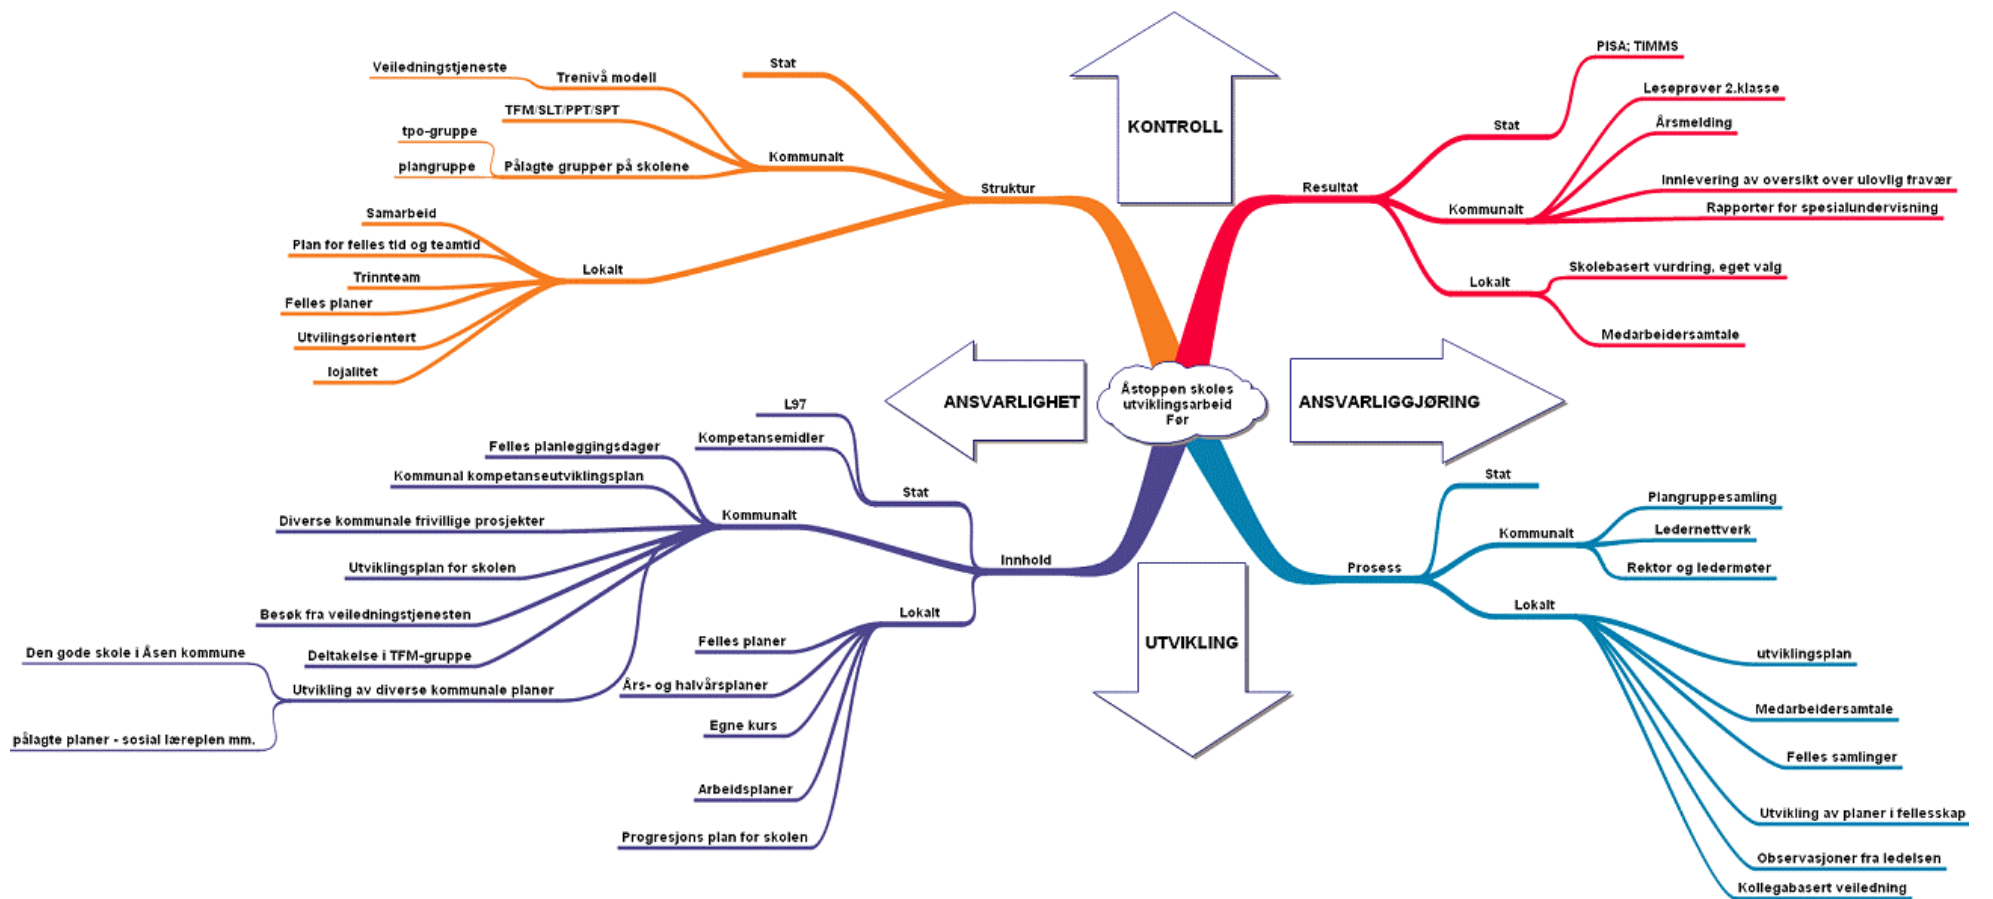 KONTROLL
ANSVARLIGHET
ANSVARLIGGJØRING
UTVIKLING
Åstoppen skoles
utviklingsarbeid
Før
Struktur
Stat
Kommunalt
Trenivå modell
Veiledningstjeneste
TFM/SLT/PPT/SPT
Pålagte grupper på skolene
tpo-gruppe
plangruppe
Lokalt
Samarbeid
Plan for felles tid og teamtid
Trinnteam
Felles planer
Utvilingsorientert
lojalitet
Resultat
Stat
PISA; TIMMS
Kommunalt
Leseprøver 2.klasse
Årsmelding
Innlevering av oversikt over ulovlig fravær
Rapporter for spesialundervisning
Lokalt
Skolebasert vurdring, eget valg
Medarbeidersamtale
Innhold
Stat
L97
Kompetansemidler
Kommunalt
Felles planleggingsdager
Kommunal kompetanseutviklingsplan
Diverse kommunale frivillige prosjekter
Utviklingsplan for skolen
Besøk fra veiledningstjenesten
Deltakelse i TFM-gruppe
Utvikling av diverse kommunale planer
Den gode skole i Åsen kommune
pålagte planer - sosial læreplen mm.
Lokalt
Felles planer
Års- og halvårsplaner
Egne kurs
Arbeidsplaner
Progresjons plan for skolen
Prosess
Stat
Kommunalt
Plangruppesamling
Ledernettverk
Rektor og ledermøter
Lokalt
utviklingsplan
Medarbeidersamtale
Felles samlinger
Utvikling av planer i fellesskap
Observasjoner fra ledelsen
Kollegabasert veiledning